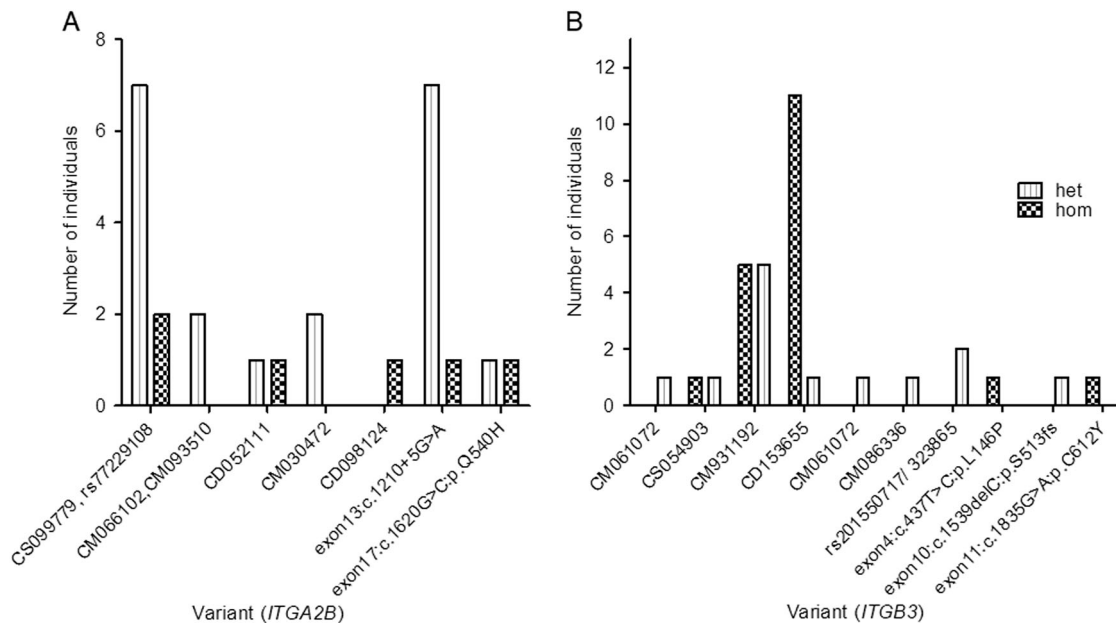 A
8
6
4
2
0
Number of individuals
CS099779, rs77229108
CM066102, CM093510
CD052111
CM030472
CD098124
exon13:c.1210+5G>A
exon17:c.1620G>C:p.Q540H
Variant (ITGA2B)
B
12
10
8
6
4
2
0
Number of individuals
het
hom
CM061072
CS054903
CM931192
CD153655
CM061072
CM086336
rs201550717/ 323865
exon4:c.437T> C:p.L146P
exon10:c.1539delC:p.S513fs
exon11:c.1835G>A:p.C612Y
Variant (ITGB3)